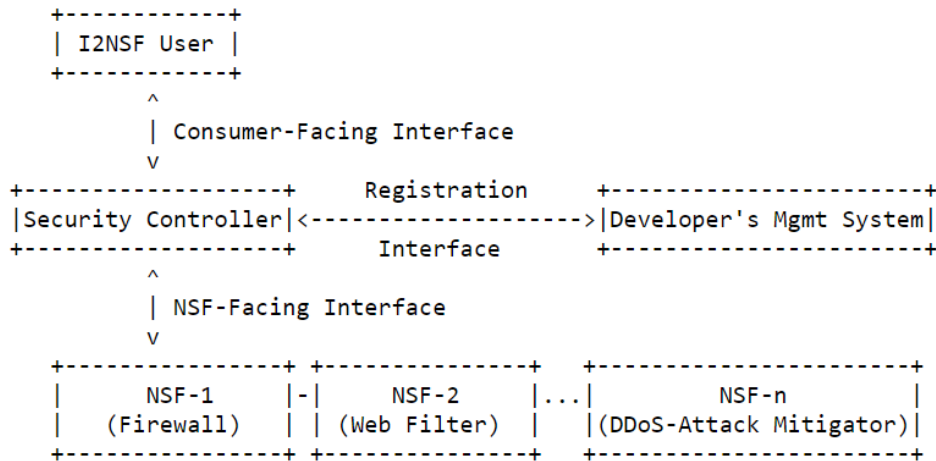 I2NSF User
Consumer-Facing Interface
Registration
Security Controller Developer's Mgmt System
Interface
NSF-Facing Interface
NSF-1 - NSF-2 ... NSF-n
(Firewall) (Web Filter) (DDoS-Attack Mitigator)